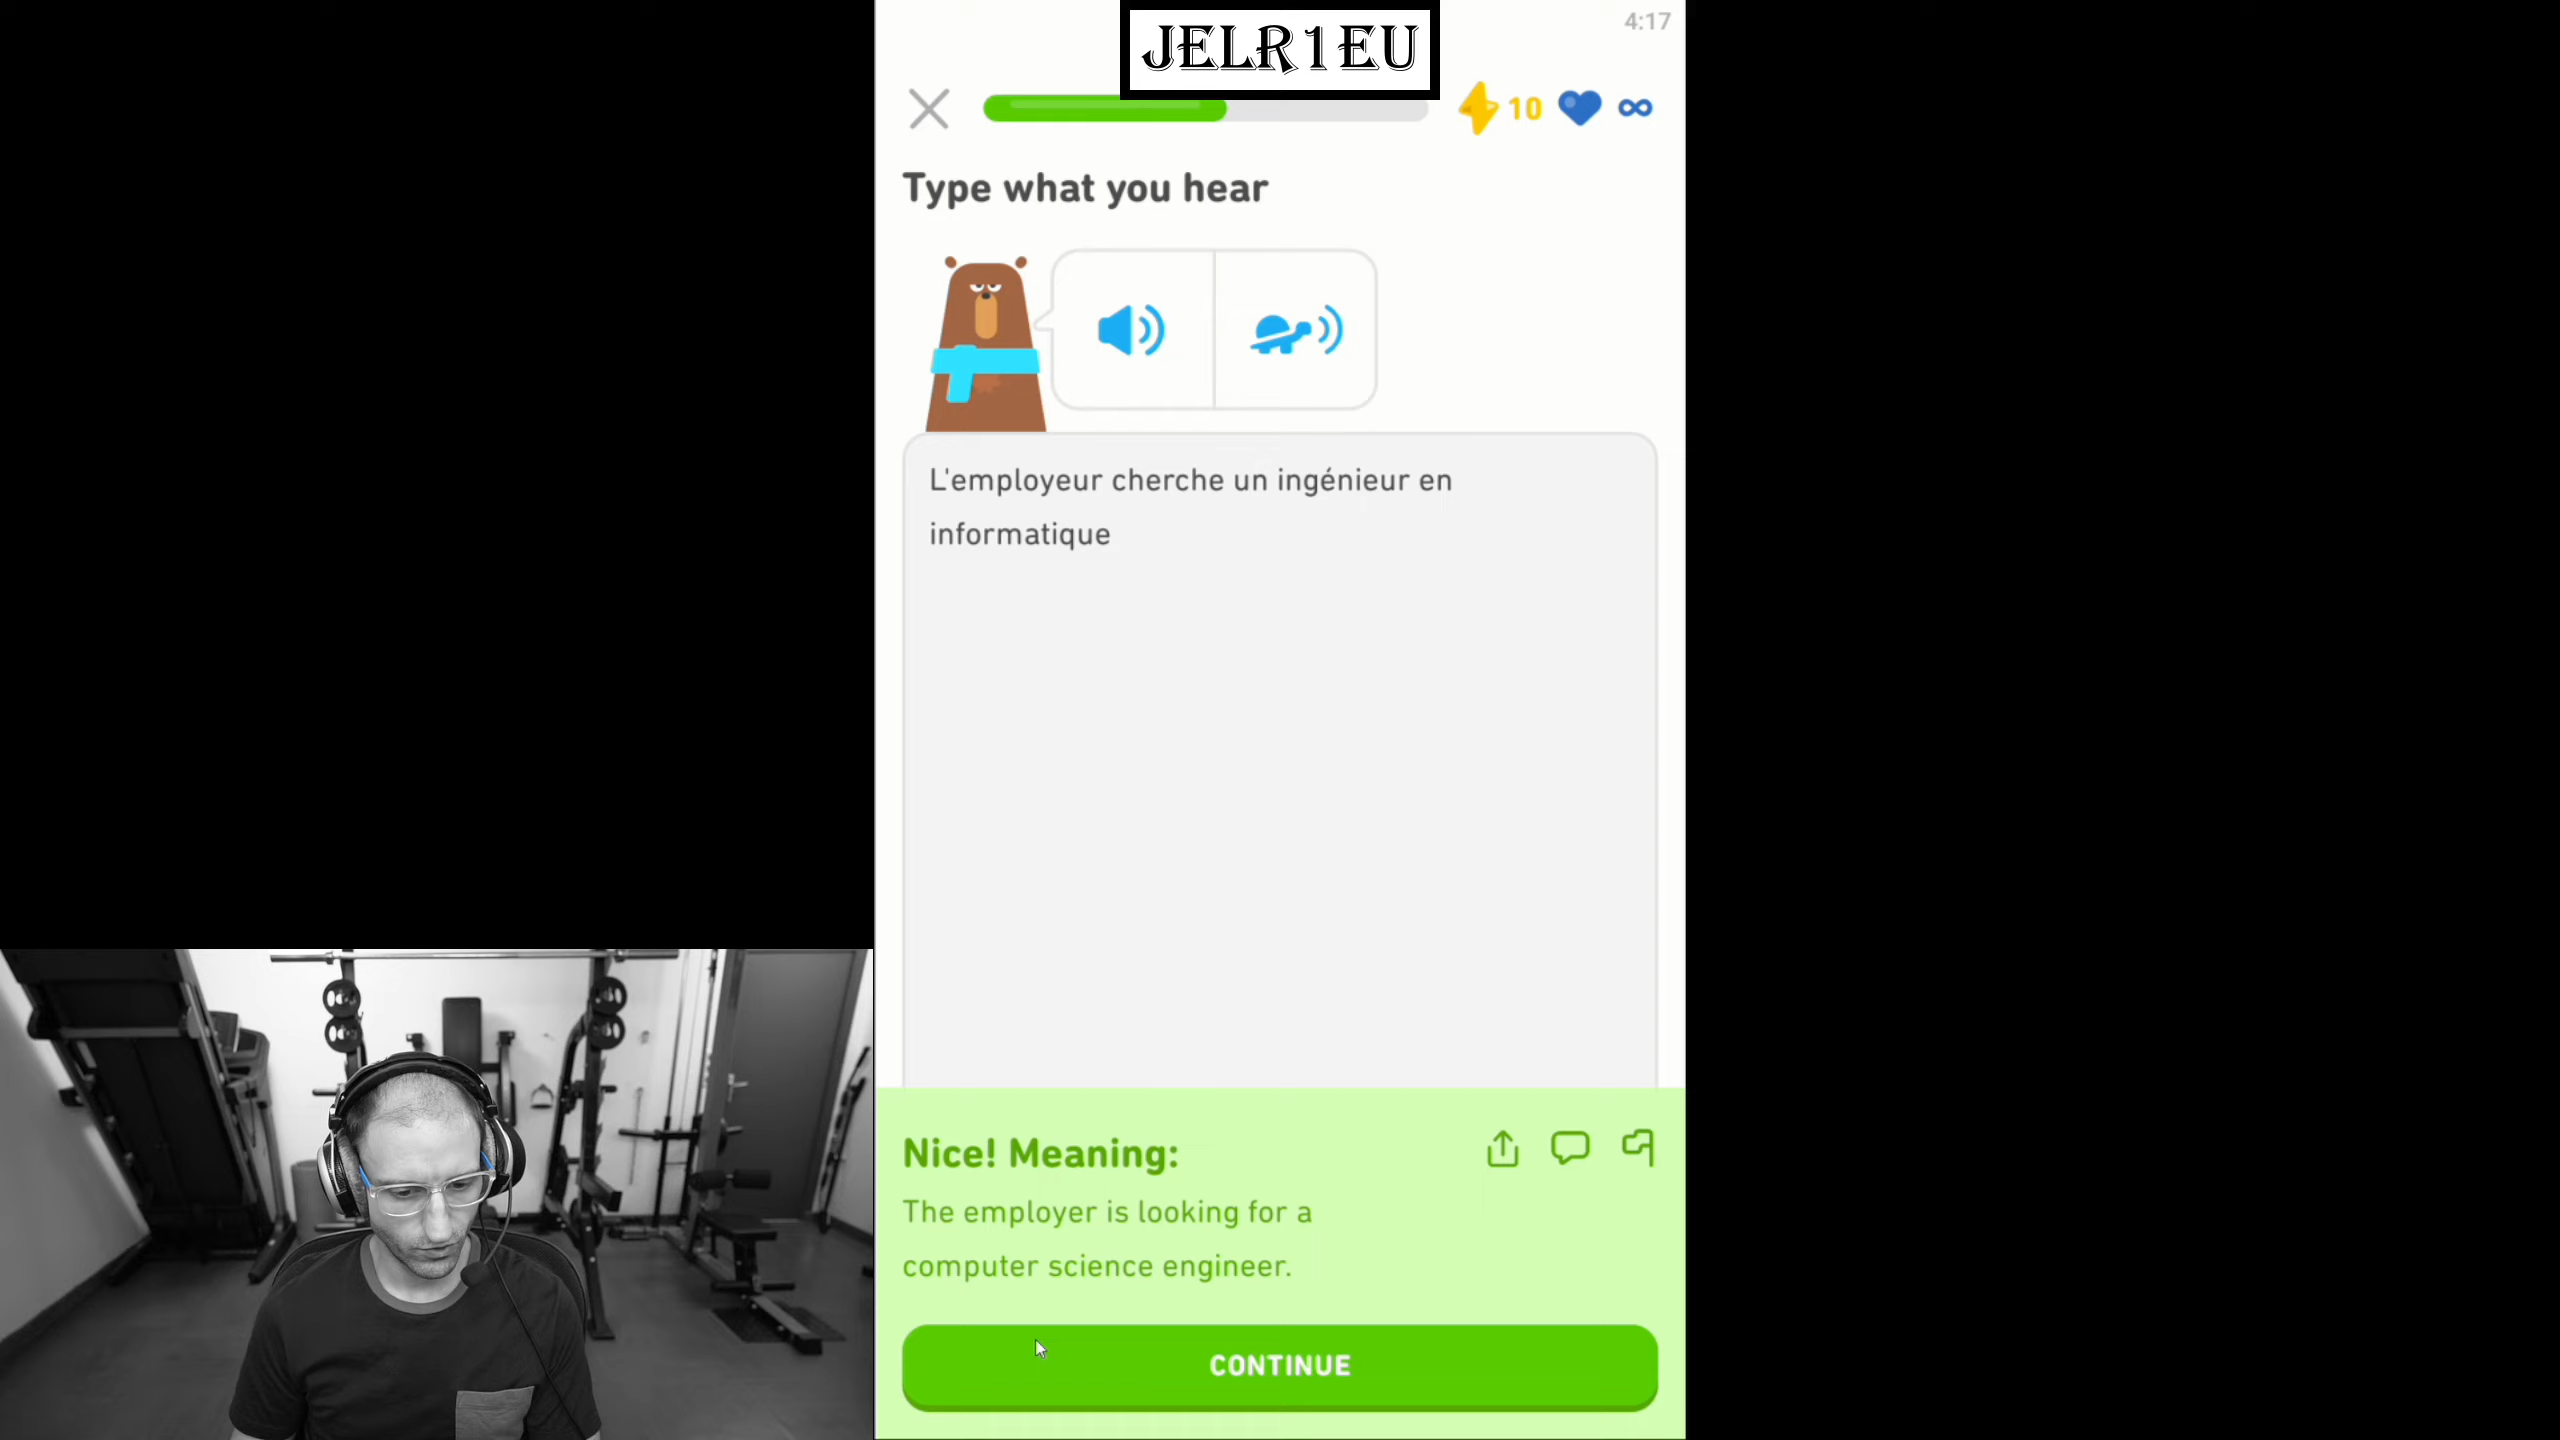 JELR1EU
4:17
10
Type what you hear
L'employeur cherche un ingénieur en
informatique
Nice! Meaning:
The employer is looking for a
computer science engineer.
CONTINUE